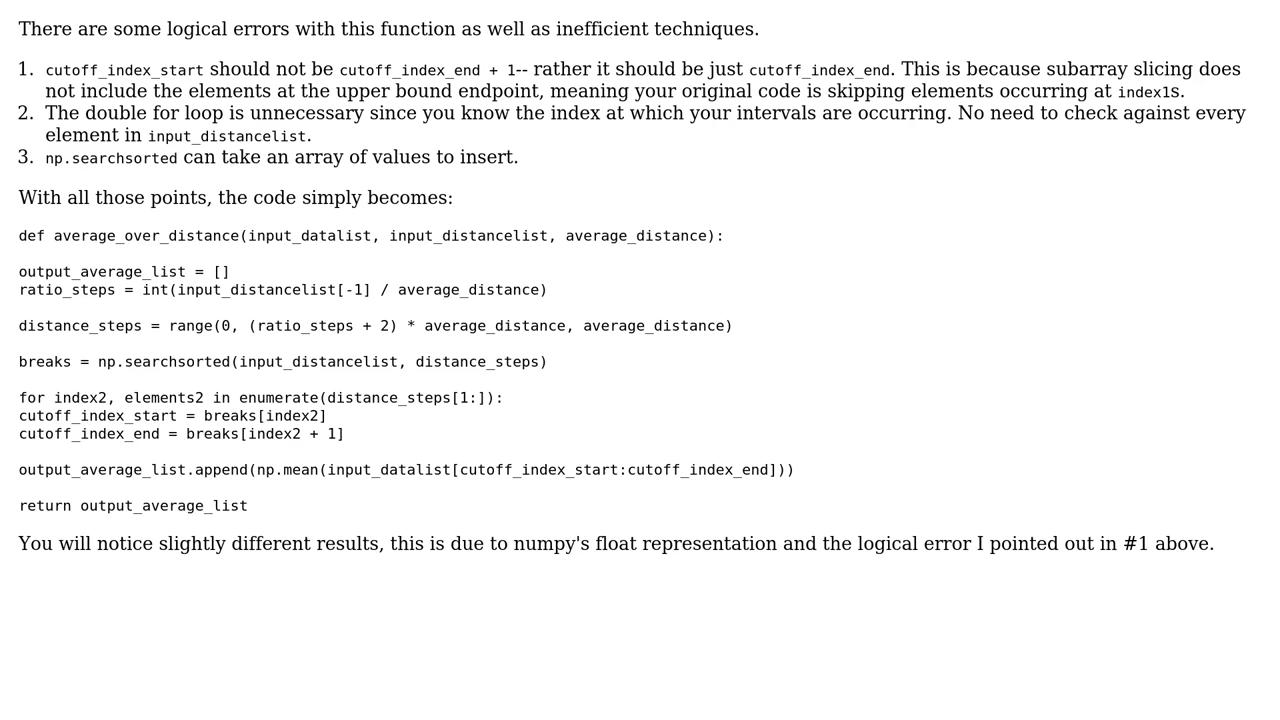 There are some logical errors with this function as well as inefficient techniques.
1. cutoff_index_start should not be cutoff_index_end + 1-- rather it should be just cutoff_index_end. This is because subarray slicing does
not include the elements at the upper bound endpoint, meaning your original code is skipping elements occurring at index1s.
2. The double for loop is unnecessary since you know the index at which your intervals are occurring. No need to check against every
element in input_distancelist.
3. np.searchsorted can take an array of values to insert.
With all those points, the code simply becomes:
def average_over_distance(input_datalist, input_distancelist, average_distance):
output_average_list = []
ratio_steps = int(input_distancelist[-1] / average_distance)
distance_steps = range(0, (ratio_steps + 2) * average_distance, average_distance)
breaks = np.searchsorted(input_distancelist, distance_steps)
for index2, elements2 in enumerate(distance_steps[1:]):
cutoff_index_start = breaks[index2]
cutoff_index_end = breaks[index2 + 1]
output_average_list.append(np.mean(input_datalist[cutoff_index_start:cutoff_index_end]))
return output_average_list
You will notice slightly different results, this is due to numpy's float representation and the logical error I pointed out in #1 above.